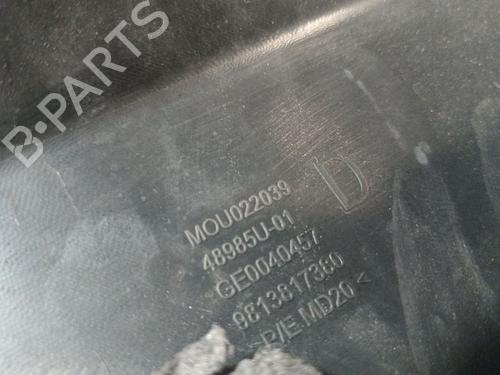 B-PARTS
D
MOU022039
48985U-01
GE0040457
9813817380
P/E MD20<